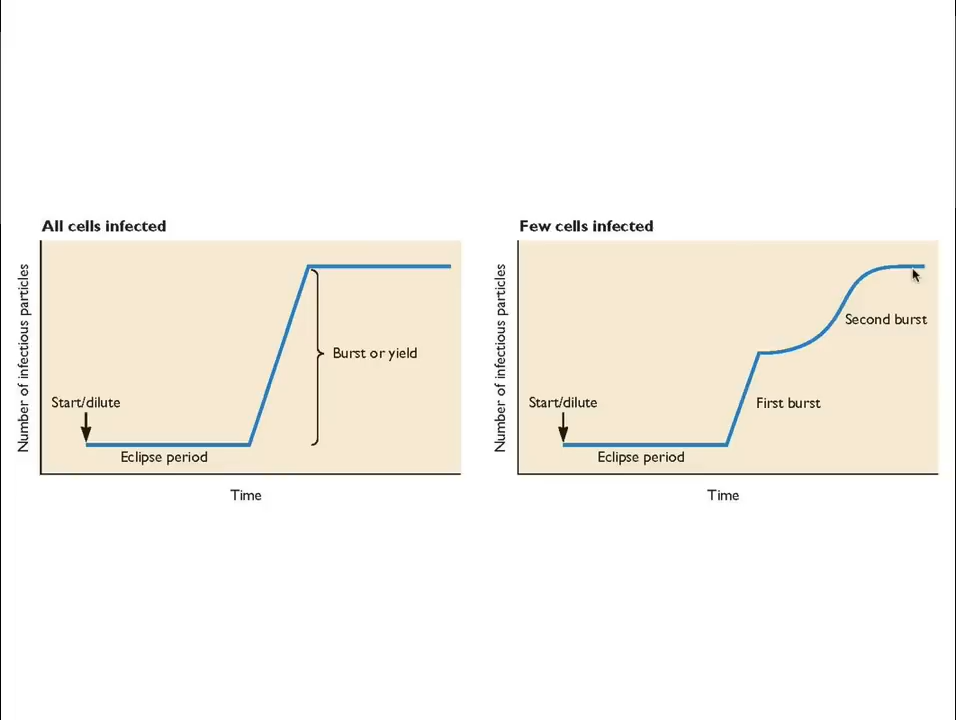 All cells infected
Number of infectious particles
Start/dilute
Eclipse period
Burst or yield
Time
Few cells infected
Number of infectious particles
Start/dilute
Eclipse period
First burst
Second burst
Time